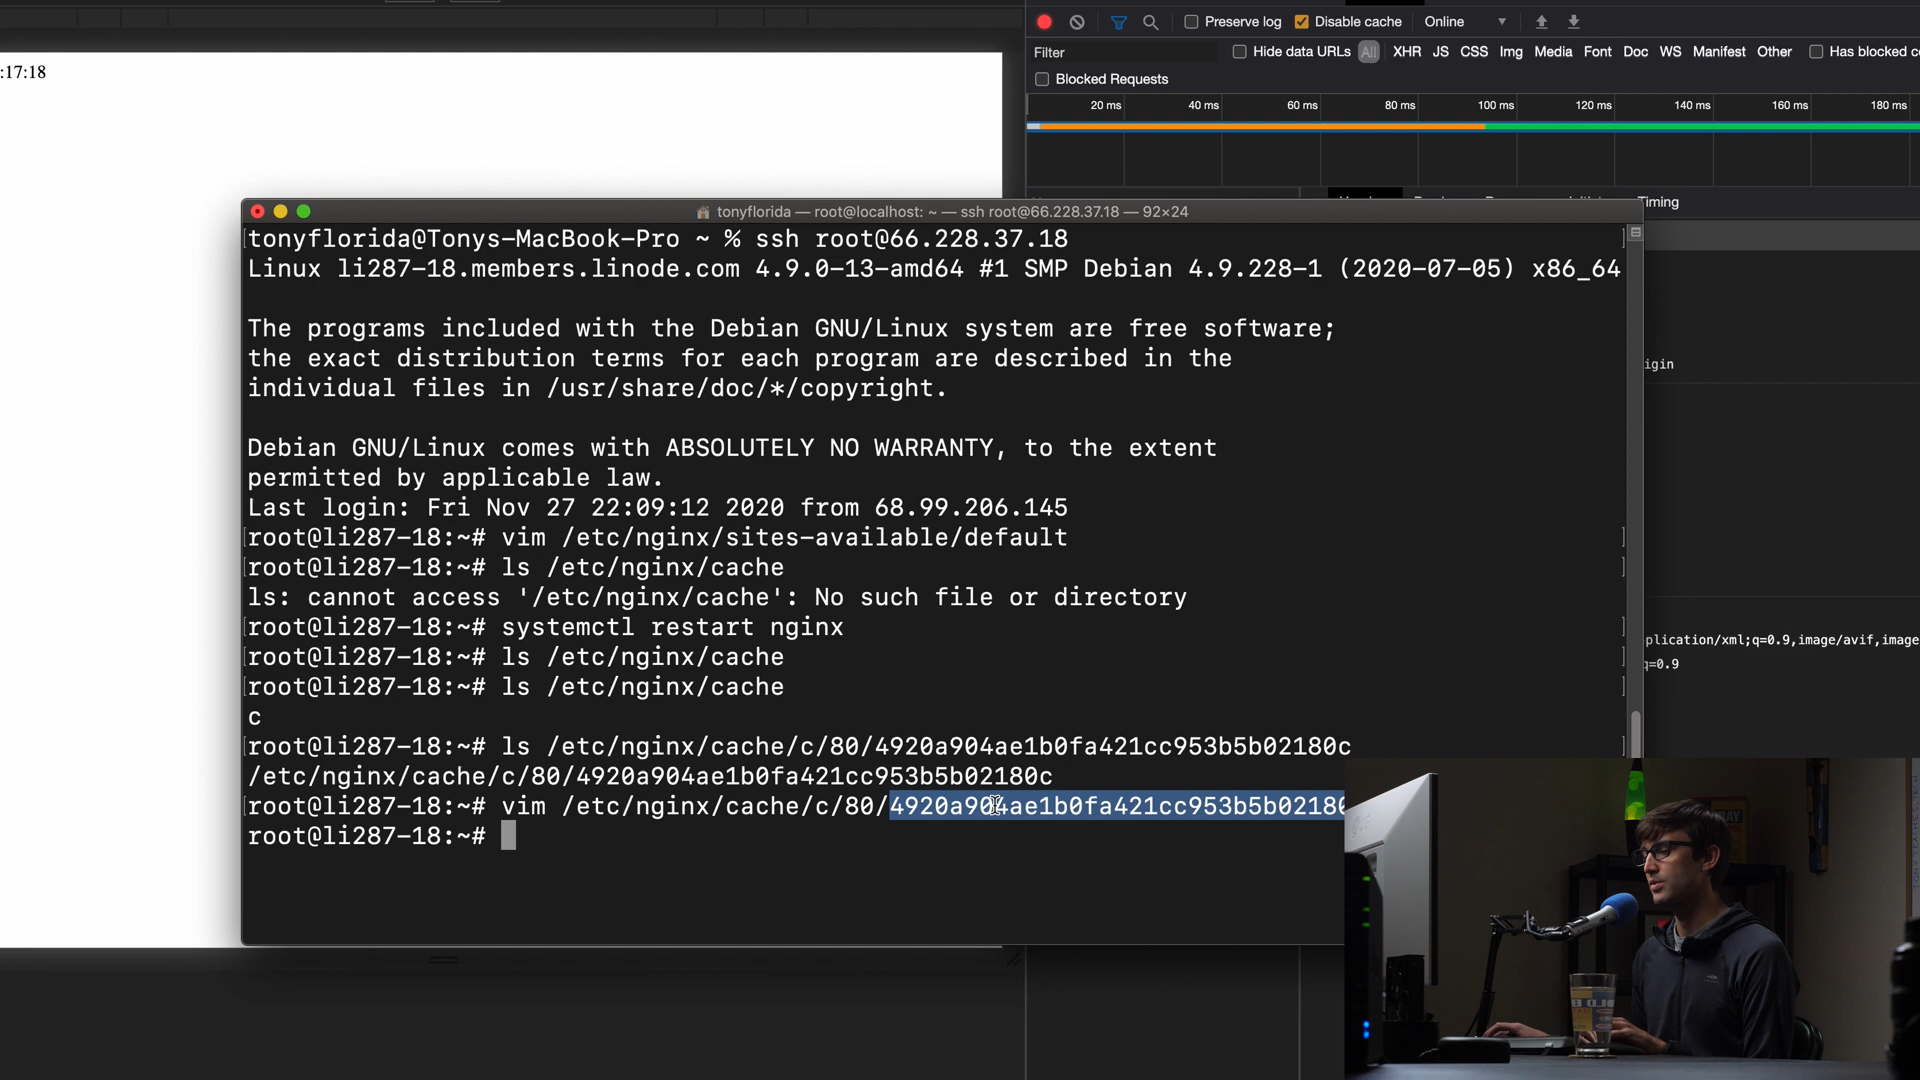 Preserve log
Disable cache
Online
Filter
Hide data URLs
All
XHR
JS
CSS
Img
Media
Font
Doc
WS
Manifest
Other
Has blocked
Blocked Requests
:17:18
20 ms
40 ms
60 ms
80 ms
100 ms
120 ms
140 ms
160 ms
180 ms
Timing
tonyflorida — root@localhost: ~ — ssh root@66.228.37.18 — 92×24
tonyflorida@Tonys-MacBook-Pro ~ % ssh root@66.228.37.18
Linux li287-18.members.linode.com 4.9.0-13-amd64 #1 SMP Debian 4.9.228-1 (2020-07-05) x86_64
The programs included with the Debian GNU/Linux system are free software;
the exact distribution terms for each program are described in the
individual files in /usr/share/doc/*/copyright.
igin
Debian GNU/Linux comes with ABSOLUTELY NO WARRANTY, to the extent
permitted by applicable law.
Last login: Fri Nov 27 22:09:12 2020 from 68.99.206.145
root@li287-18:~# vim /etc/nginx/sites-available/default
root@li287-18:~# ls /etc/nginx/cache
ls: cannot access '/etc/nginx/cache': No such file or directory
root@li287-18:~# systemctl restart nginx
plication/xml;q=0.9,image/avif,image
root@li287-18:~# ls /etc/nginx/cache
q=0.9
root@li287-18:~# ls /etc/nginx/cache
c
root@li287-18:~# ls /etc/nginx/cache/c/80/4920a904ae1b0fa421cc953b5b02180c
/etc/nginx/cache/c/80/4920a904ae1b0fa421cc953b5b02180c
root@li287-18:~# vim /etc/nginx/cache/c/80/4920a904ae1b0fa421cc953b5b02180
root@li287-18:~#